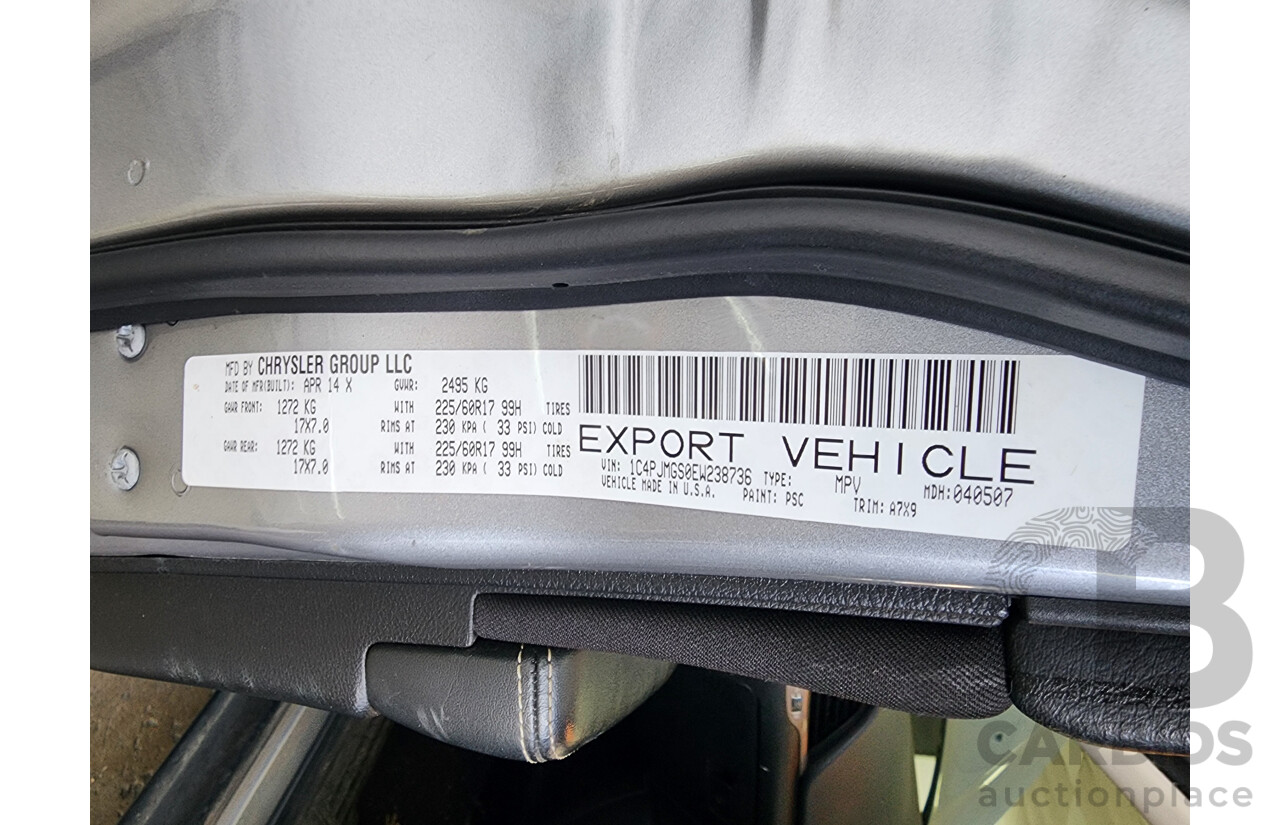 MFD BY CHRYSLER GROUP LLC
DATE OF MFR(BUILT): APR 14 X GVWR: 2495 KG
GAWR FRONT: 1272 KG WITH 225/60R17 99H TIRES
17X7.0 RIMS AT 230 KPA ( 33 PSI) COLD
GAWR REAR: 1272 KG WITH 225/60R17 99H TIRES
17X7.0 RIMS AT 230 KPA ( 33 PSI) COLD
EXPORT VEHICLE
VIN: 1C4PJMGS0EW238736 TYPE: MPV MDH:040507
VEHICLE MADE IN U.S.A. PAINT: PSC TRIM: A7X9
CARBIDS
auctionplace